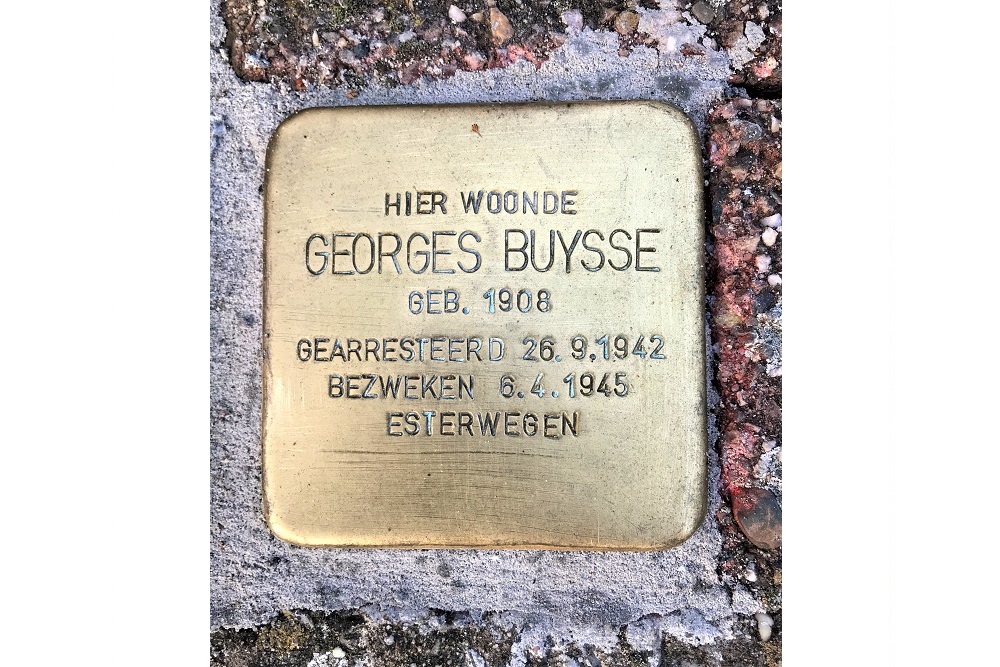 HIER WOONDE
GEORGES BUYSSE
GEB. 1908
GEARRESTEERD 26.9.1942
BEZWEKEN 6.4.1945
ESTERWEGEN